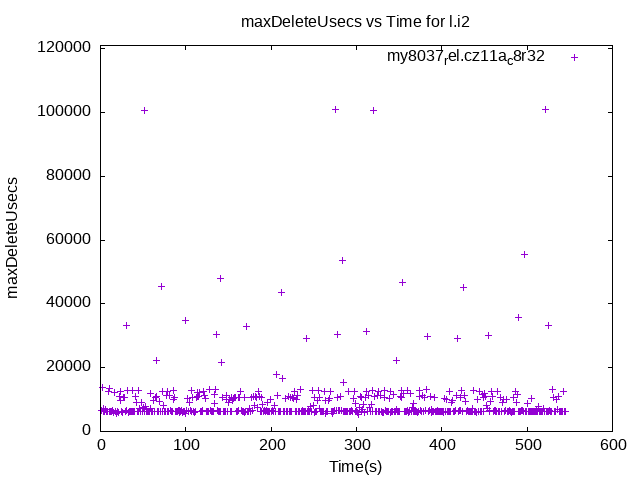 maxDeleteUsecs vs Time for l.i2
my8037rel.cz11ac8r32
120000
100000
80000
60000
40000
20000
0
maxDeleteUsecs
0 100 200 300 400 500 600
Time(s)